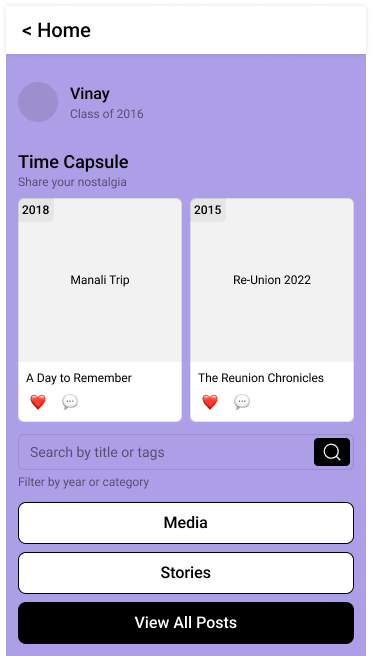 < Home
Vinay
Class of 2016
Time Capsule
Share your nostalgia
2018
Manali Trip
A Day to Remember
2015
Re-Union 2022
The Reunion Chronicles
Search by title or tags
Filter by year or category
Media
Stories
View All Posts